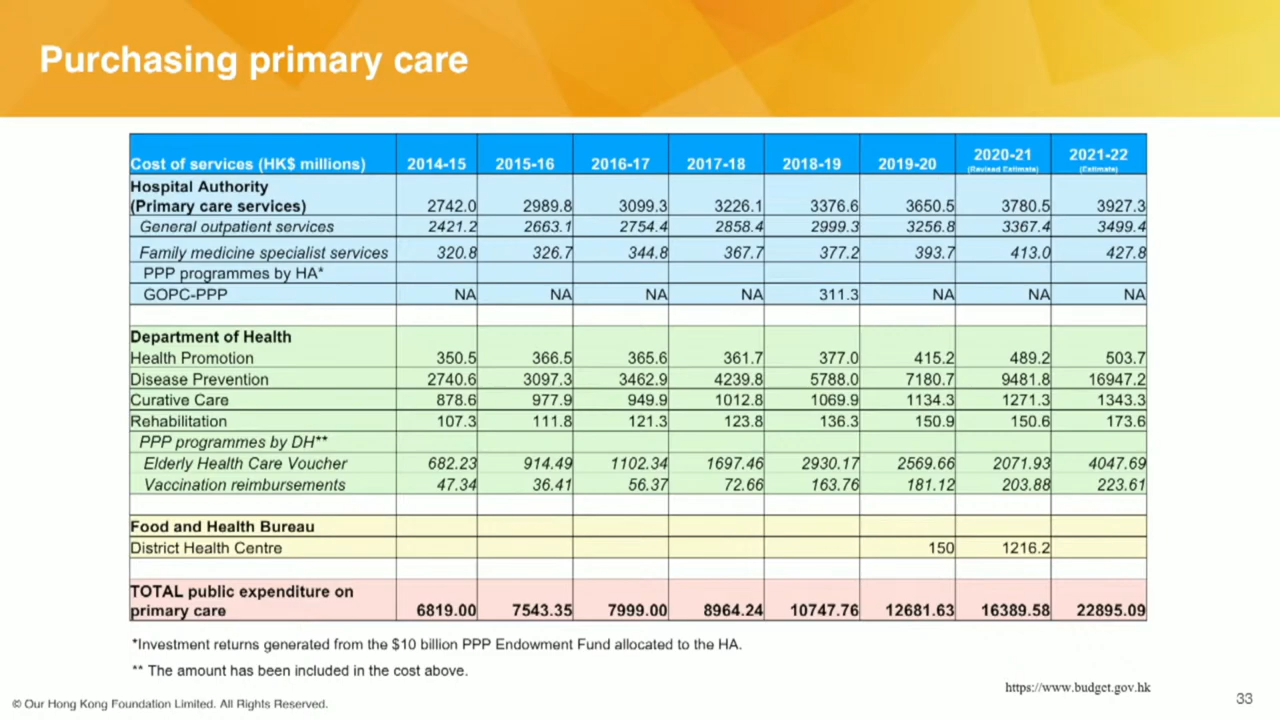 Purchasing primary care
Cost of services (HK$ millions) 2014-15 2015-16 2016-17 2017-18 2018-19 2019-20 2020-21 (Revised Estimate) 2021-22 (Estimate)
Hospital Authority
(Primary care services) 2742.0 2989.8 3099.3 3226.1 3376.6 3650.5 3780.5 3927.3
General outpatient services 2421.2 2663.1 2754.4 2858.4 2999.3 3256.8 3367.4 3499.4
Family medicine specialist services 320.8 326.7 344.8 367.7 377.2 393.7 413.0 427.8
PPP programmes by HA*
GOPC-PPP NA NA NA NA 311.3 NA NA NA
Department of Health
Health Promotion 350.5 366.5 365.6 361.7 377.0 415.2 489.2 503.7
Disease Prevention 2740.6 3097.3 3462.9 4239.8 5788.0 7180.7 9481.8 16947.2
Curative Care 878.6 977.9 949.9 1012.8 1069.9 1134.3 1271.3 1343.3
Rehabilitation 107.3 111.8 121.3 123.8 136.3 150.9 150.6 173.6
PPP programmes by DH**
Elderly Health Care Voucher 682.23 914.49 1102.34 1697.46 2930.17 2569.66 2071.93 4047.69
Vaccination reimbursements 47.34 36.41 56.37 72.66 163.76 181.12 203.88 223.61
Food and Health Bureau
District Health Centre 150 1216.2
TOTAL public expenditure on
primary care 6819.00 7543.35 7999.00 8964.24 10747.76 12681.63 16389.58 22895.09
*Investment returns generated from the $10 billion PPP Endowment Fund allocated to the HA.
** The amount has been included in the cost above.
https://www.budget.gov.hk
© Our Hong Kong Foundation Limited. All Rights Reserved.
33